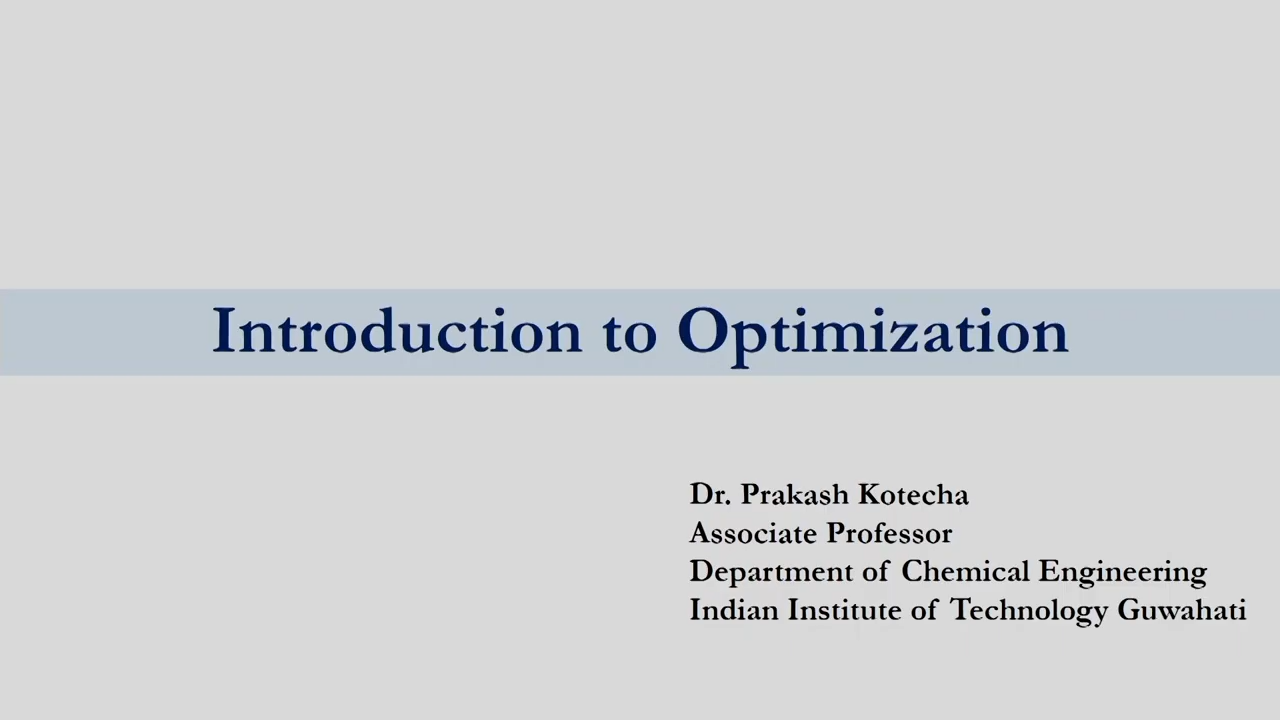 Introduction to Optimization
Dr. Prakash Kotecha
Associate Professor
Department of Chemical Engineering
Indian Institute of Technology Guwahati